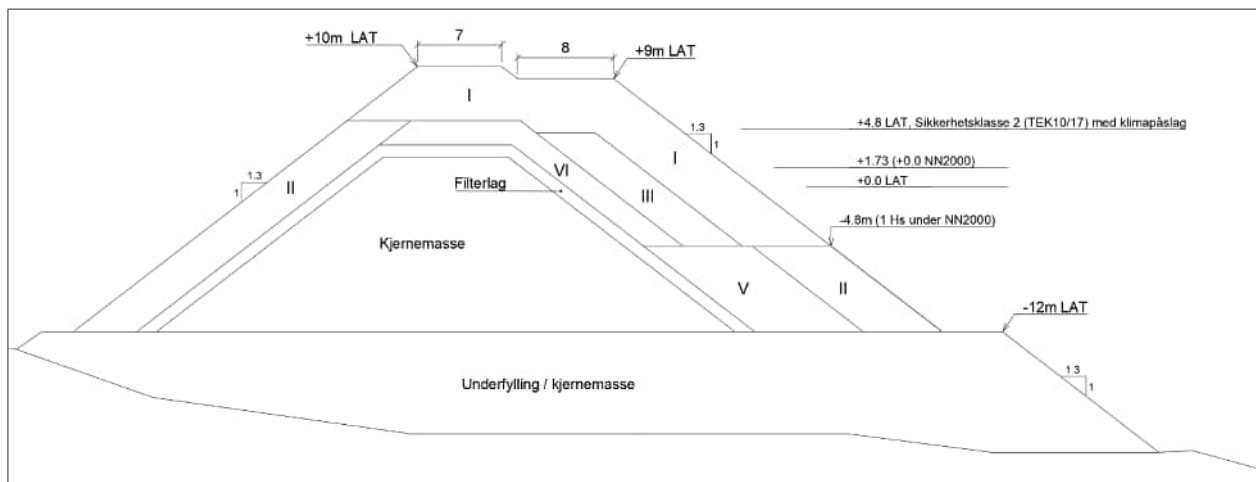 +10m LAT
7
8
+9m LAT
I
1.3
1
I
+4.8 LAT, Sikkerhetsklasse 2 (TEK10/17) med klimapåslag
+1.73 (+0.0 NN2000)
+0.0 LAT
1.3
1
II
VI
Filterlag
III
-4.8m (1 Hs under NN2000)
Kjernemasse
V
II
-12m LAT
Underfylling / kjernemasse
1.3
1